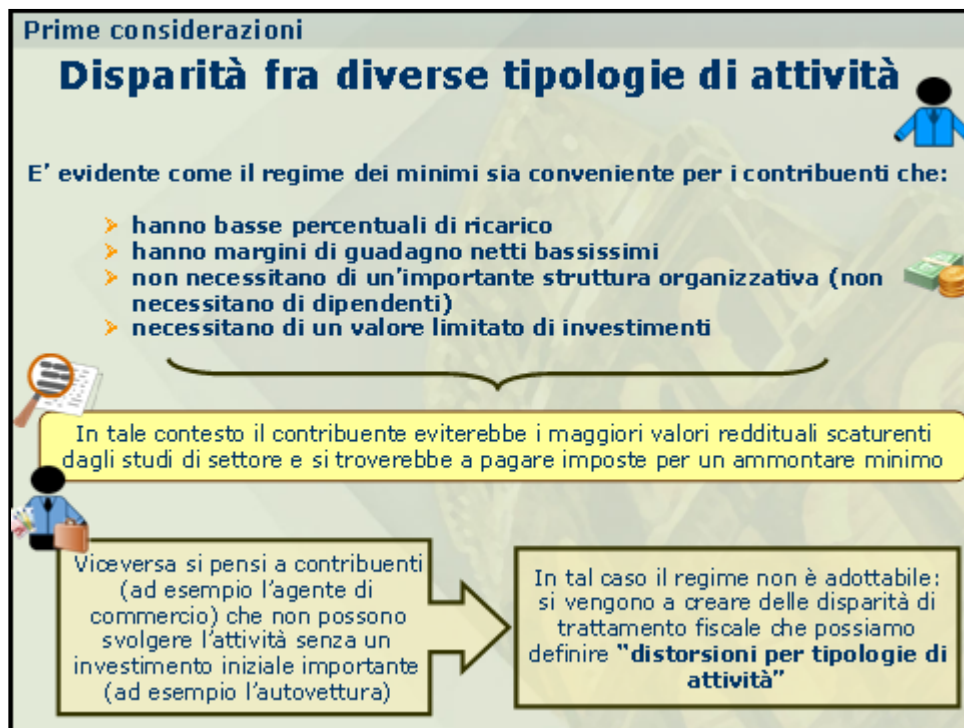 Prime considerazioni
Disparità fra diverse tipologie di attività
E' evidente come il regime dei minimi sia conveniente per i contribuenti che:
hanno basse percentuali di ricarico
hanno margini di guadagno netti bassissimi
non necessitano di un'importante struttura organizzativa (non
necessitano di dipendenti)
necessitano di un valore limitato di investimenti
In tale contesto il contribuente eviterebbe i maggiori valori reddituali scaturenti
dagli studi di settore e si troverebbe a pagare imposte per un ammontare minimo
Viceversa si pensi a contribuenti
(ad esempio l'agente di
commercio) che non possono
svolgere l'attività senza un
investimento iniziale importante
(ad esempio l'autovettura)
In tal caso il regime non è adottabile:
si vengono a creare delle disparità di
trattamento fiscale che possiamo
definire "distorsioni per tipologie di
attività"